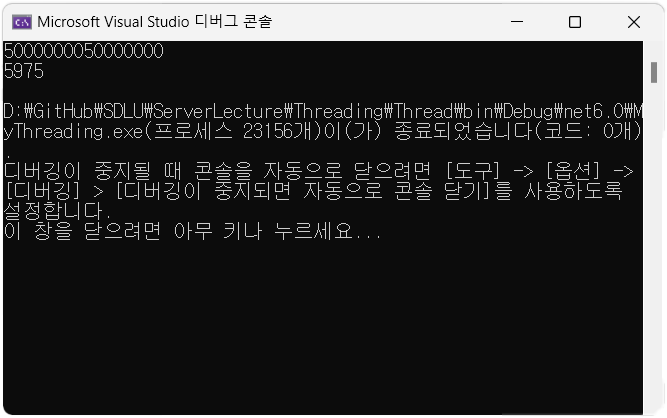 Microsoft Visual Studio 디버그 콘솔
5000000050000000
5975
D:₩GitHub₩SDLU₩ServerLecture₩Threading₩Thread₩bin₩Debug₩net6.0₩M
yThreading.exe(프로세스 23156개)이(가) 종료되었습니다(코드: 0개)
.
디버깅이 중지될 때 콘솔을 자동으로 닫으려면 [도구] -> [옵션] ->
[디버깅] > [디버깅이 중지되면 자동으로 콘솔 닫기]를 사용하도록
설정합니다.
이 창을 닫으려면 아무 키나 누르세요...